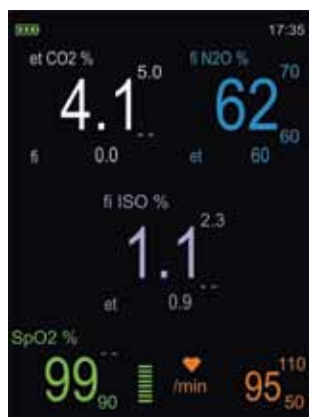 17:35
et CO2 % fi N2O %
4.1 5.0 -- 62 70 60
fi 0.0 et 60
fi ISO %
1.1 2.3 --
et 0.9
SpO2 %
99 -- 90 /min 95 110 50